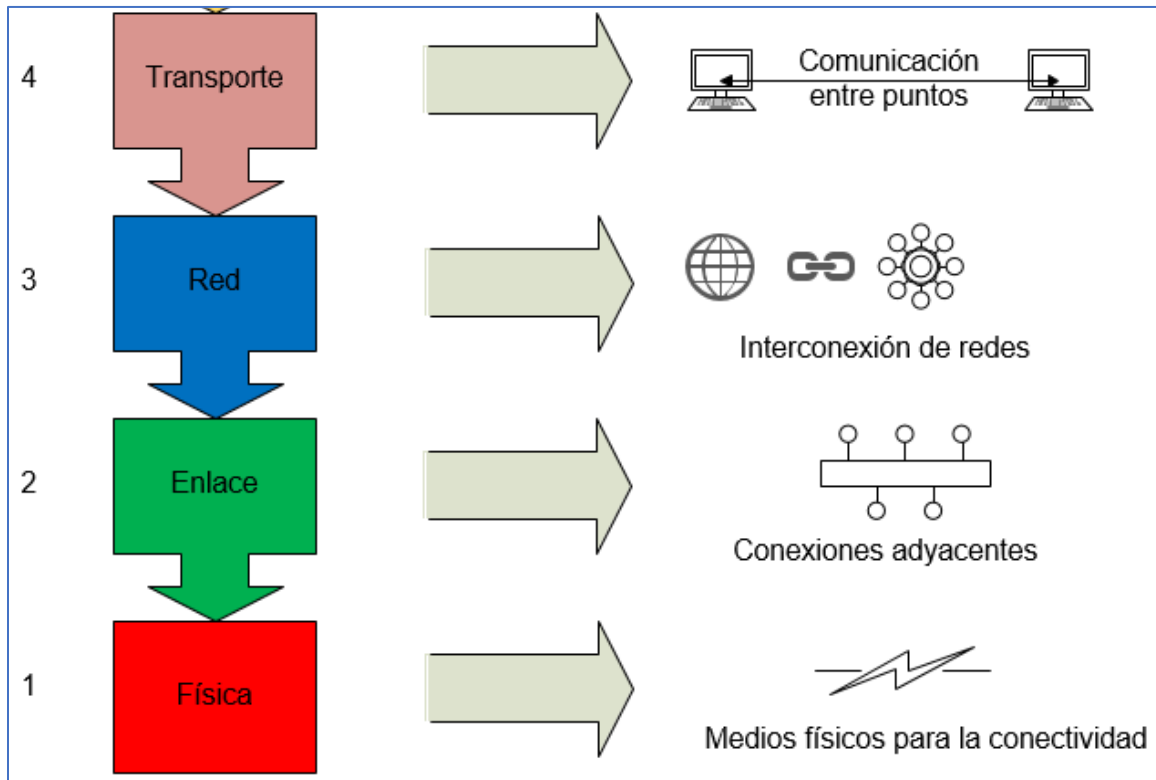 4
Transporte
Comunicación
entre puntos
3
Red
Interconexión de redes
2
Enlace
Conexiones adyacentes
1
Física
Medios físicos para la conectividad